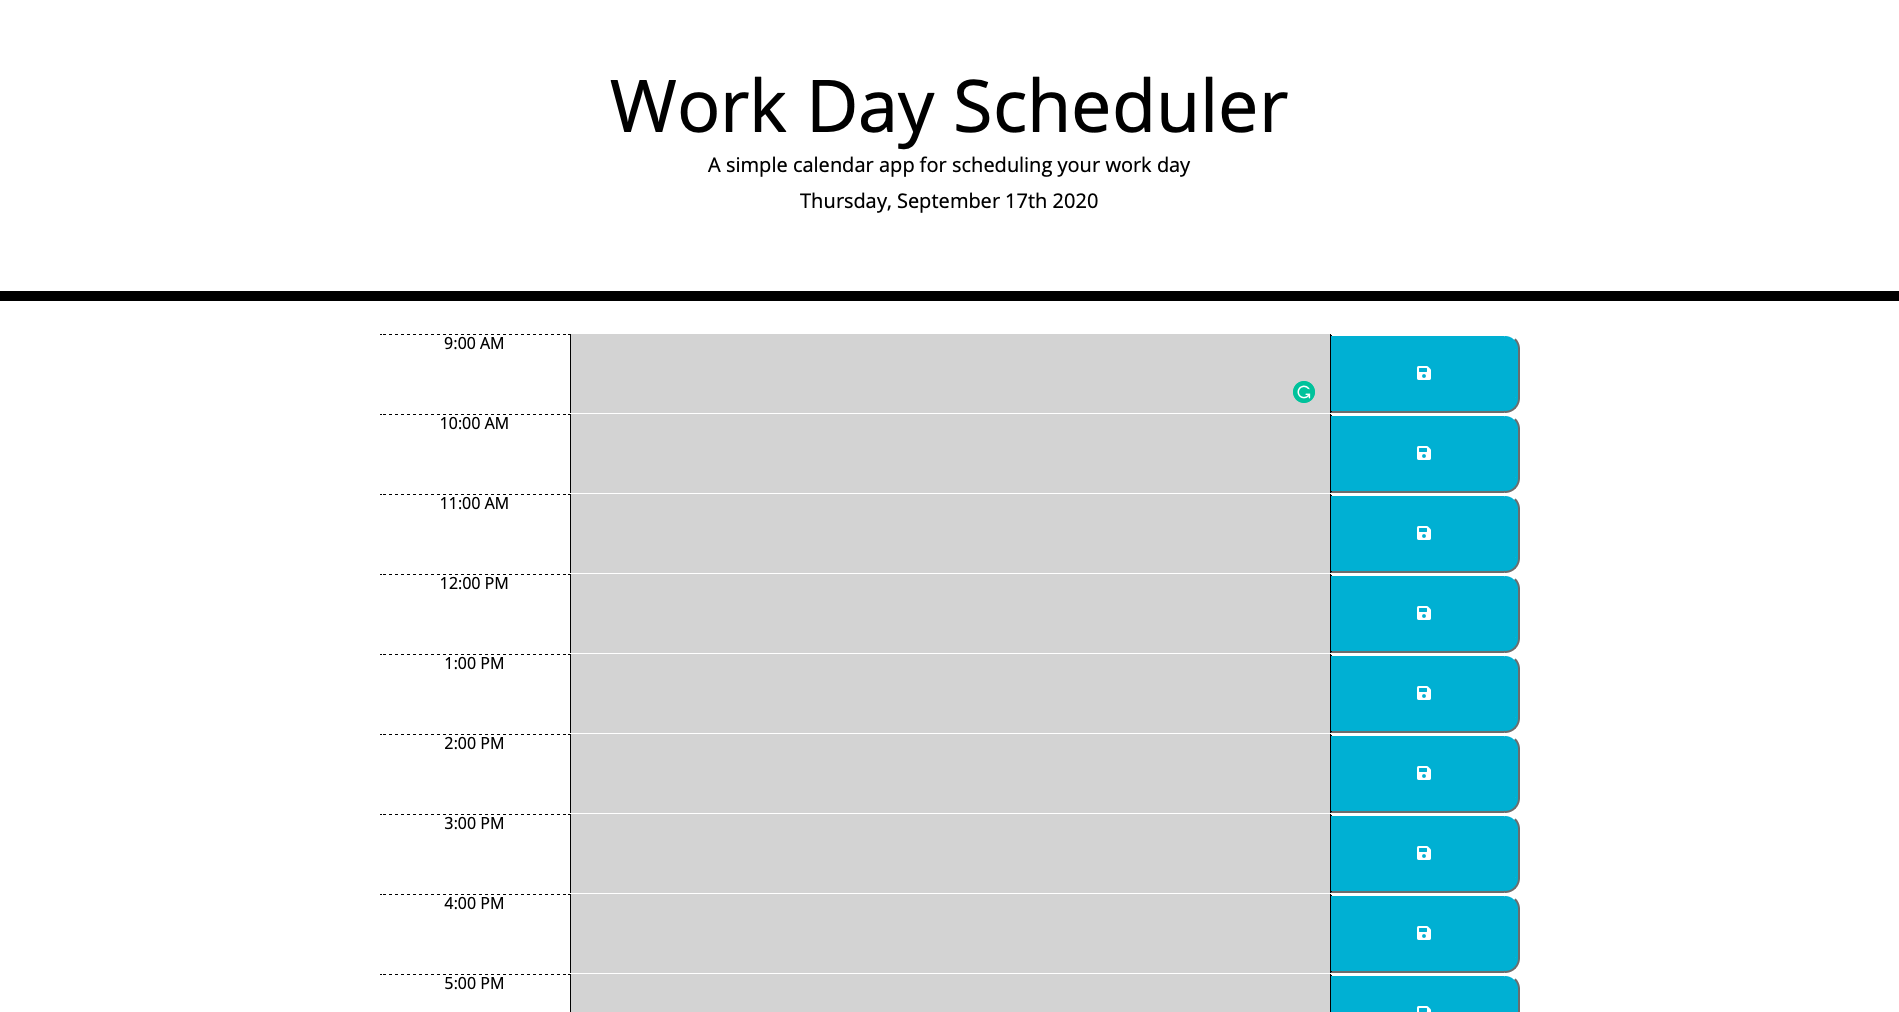 Work Day Scheduler
A simple calendar app for scheduling your work day
Thursday, September 17th 2020
9:00 AM
10:00 AM
11:00 AM
12:00 PM
1:00 PM
2:00 PM
3:00 PM
4:00 PM
5:00 PM